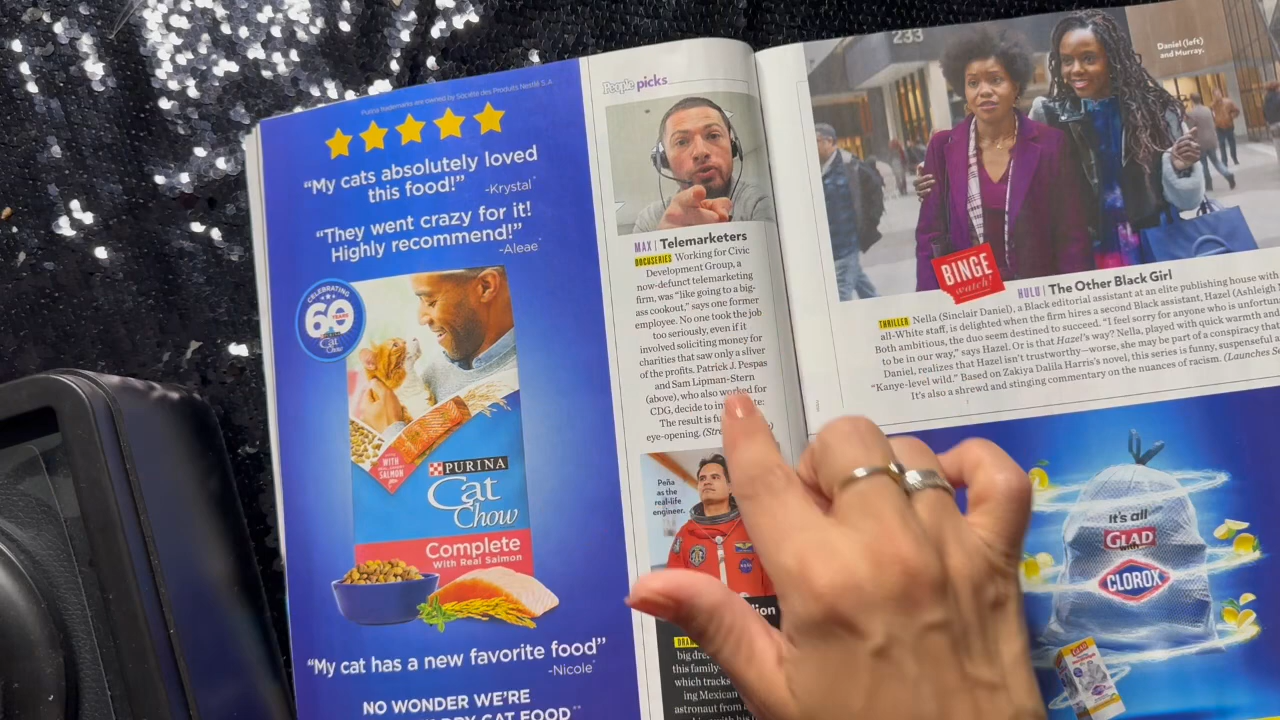 Purina trademarks are owned by Société des Produits Nestlé S.A.
“My cats absolutely loved
this food!” -Krystal*
“They went crazy for it!
Highly recommend!”
-Aleae*
CELEBRATING
60
YEARS
Cat
Chow
WITH
SALMON
PURINA
Cat
Chow
Complete
With Real Salmon
“My cat has a new favorite food”
-Nicole*
NO WONDER WE’RE
CAT FOOD**
People picks
MAX | Telemarketers
DOCUSERIES Working for Civic
Development Group, a
now-defunct telemarketing
firm, was “like going to a big-
ass cookout,” says one former
employee. No one took the job
too seriously, even if it
involved soliciting money for
charities that saw only a sliver
of the profits. Patrick J. Pespas
and Sam Lipman-Stern
(above), who also worked for
CDG, decide to
The result is
eye-opening.
Peña
as the
real-life
engineer.
NASA
this family
which tracks
ing Mexican
astronaut from
233
Daniel (left)
and Murray.
BINGE
watch!
HULU | The Other Black Girl
THRILLER Nella (Sinclair Daniel), a Black editorial assistant at an elite publishing house with
all-White staff, is delighted when the firm hires a second Black assistant, Hazel (Ashleigh
Both ambitious, the duo seem destined to succeed. “I feel sorry for anyone who is
to be in our way,” says Hazel. Or is that Hazel’s way? Nella, played with quick warmth and
Daniel, realizes that Hazel isn’t trustworthy—worse, she may be part of a conspiracy that
“Kanye-level wild.” Based on Zakiya Dalila Harris’s novel, this series is funny, suspenseful
It’s also a shrewd and stinging commentary on the nuances of racism. (Launches
It’s all
GLAD
with
CLOROX
GLAD